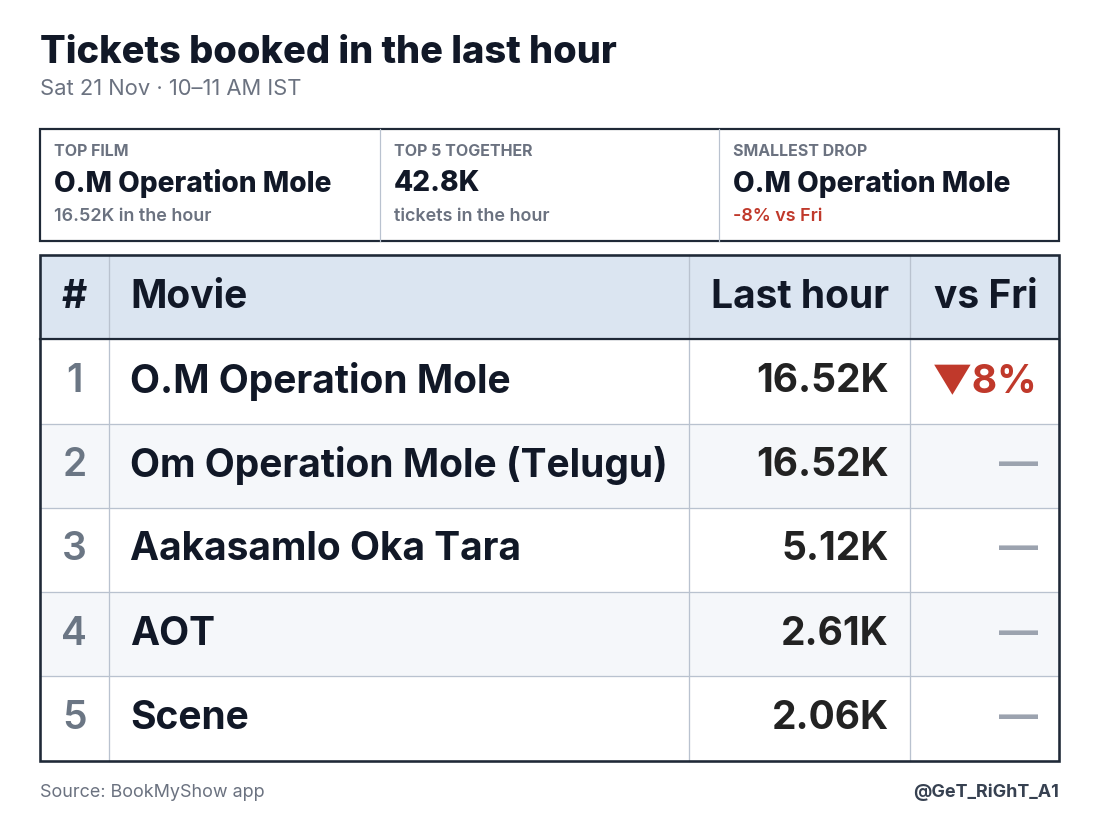 Tickets booked in the last hour
Sat 21 Nov · 10–11 AM IST
TOP FILM
O.M Operation Mole
16.52K in the hour
TOP 5 TOGETHER
42.8K
tickets in the hour
SMALLEST DROP
O.M Operation Mole
-8% vs Fri
# Movie Last hour vs Fri
1 O.M Operation Mole 16.52K ▼8%
2 Om Operation Mole (Telugu) 16.52K —
3 Aakasamlo Oka Tara 5.12K —
4 AOT 2.61K —
5 Scene 2.06K —
Source: BookMyShow app
@GeT_RiGhT_A1